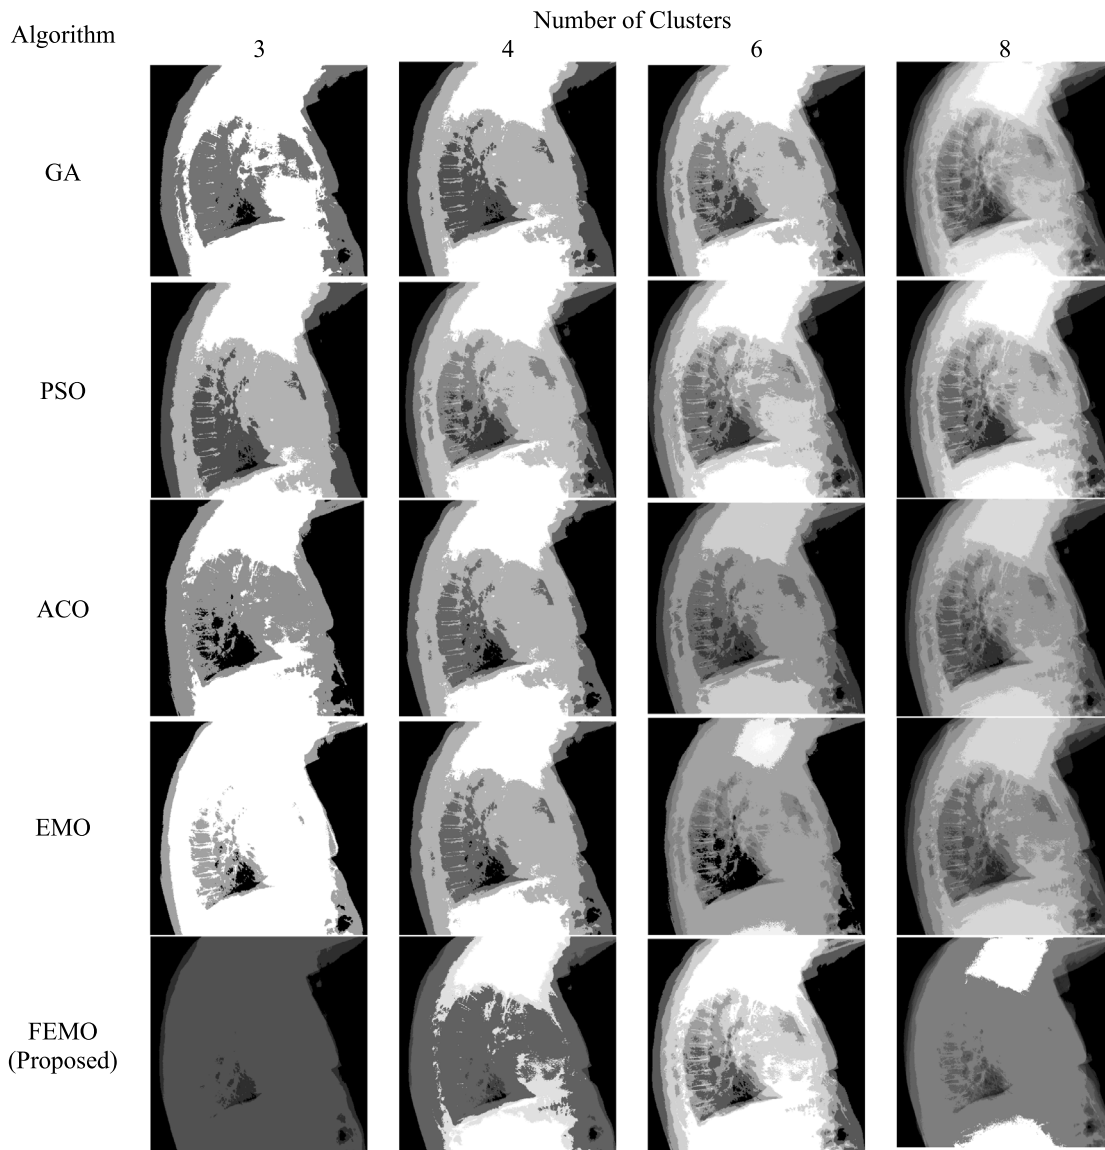 Number of Clusters
Algorithm
3 4 6 8
GA
PSO
ACO
EMO
FEMO
(Proposed)